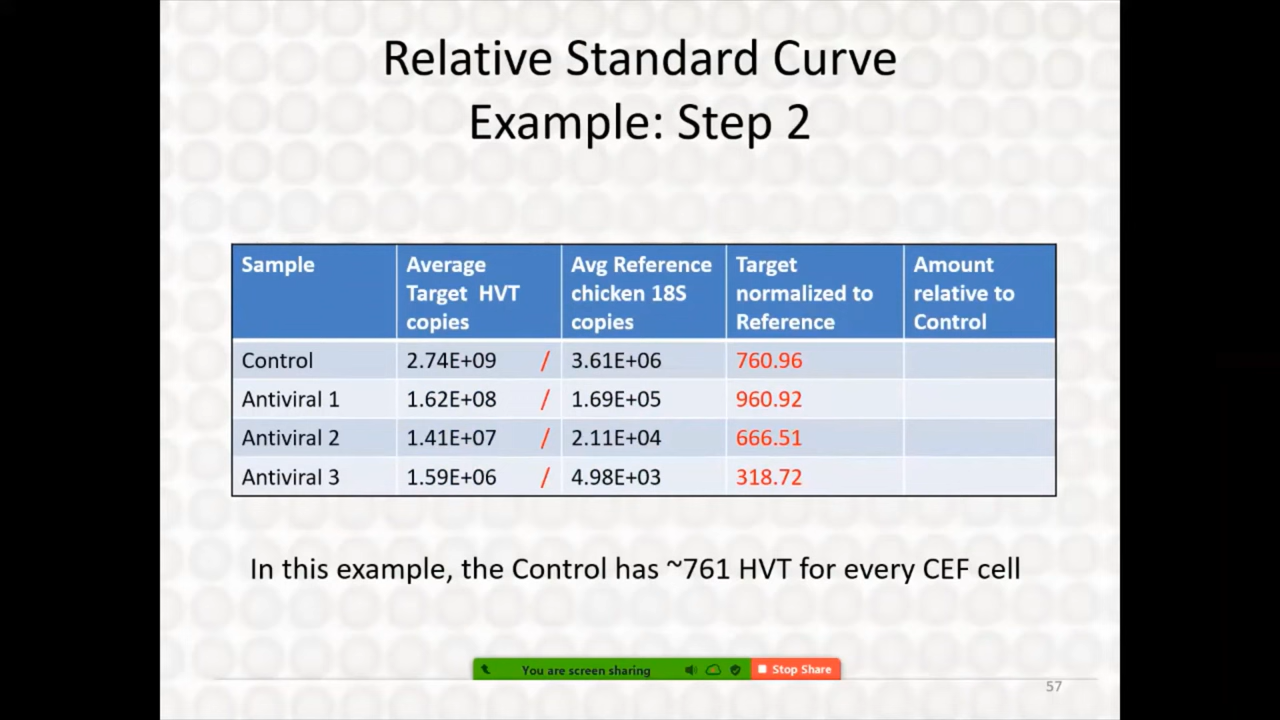 Relative Standard Curve
Example: Step 2
Sample
Average
Target HVT
copies
Avg Reference
chicken 18S
copies
Target
normalized to
Reference
Amount
relative to
Control
Control 2.74E+09 / 3.61E+06 760.96
Antiviral 1 1.62E+08 / 1.69E+05 960.92
Antiviral 2 1.41E+07 / 2.11E+04 666.51
Antiviral 3 1.59E+06 / 4.98E+03 318.72
In this example, the Control has ~761 HVT for every CEF cell
You are screen sharing Stop Share
57